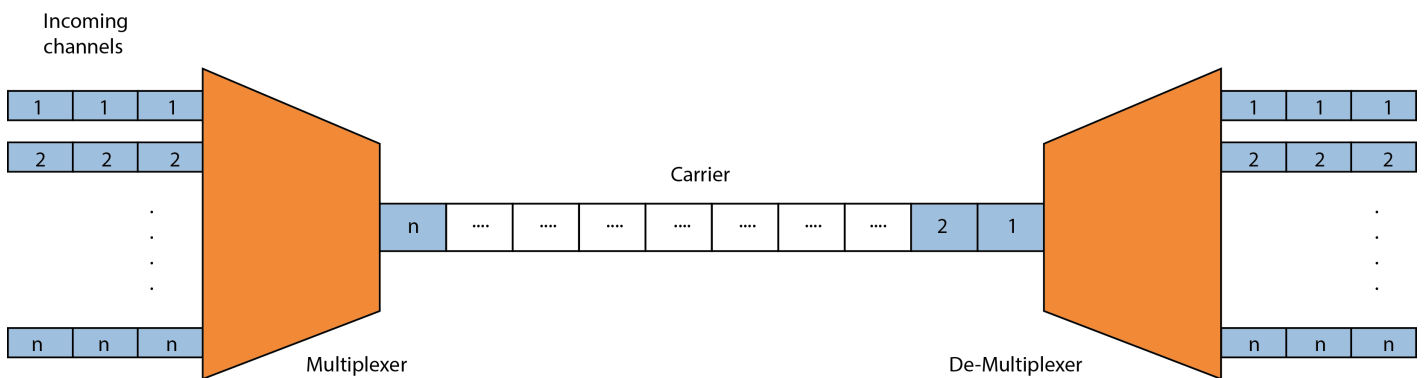 Incoming
channels
1 1 1
2 2 2
.
.
.
.
n n n
Multiplexer
Carrier
n .... .... .... .... .... .... .... 2 1
De-Multiplexer
1 1 1
2 2 2
.
.
.
.
n n n